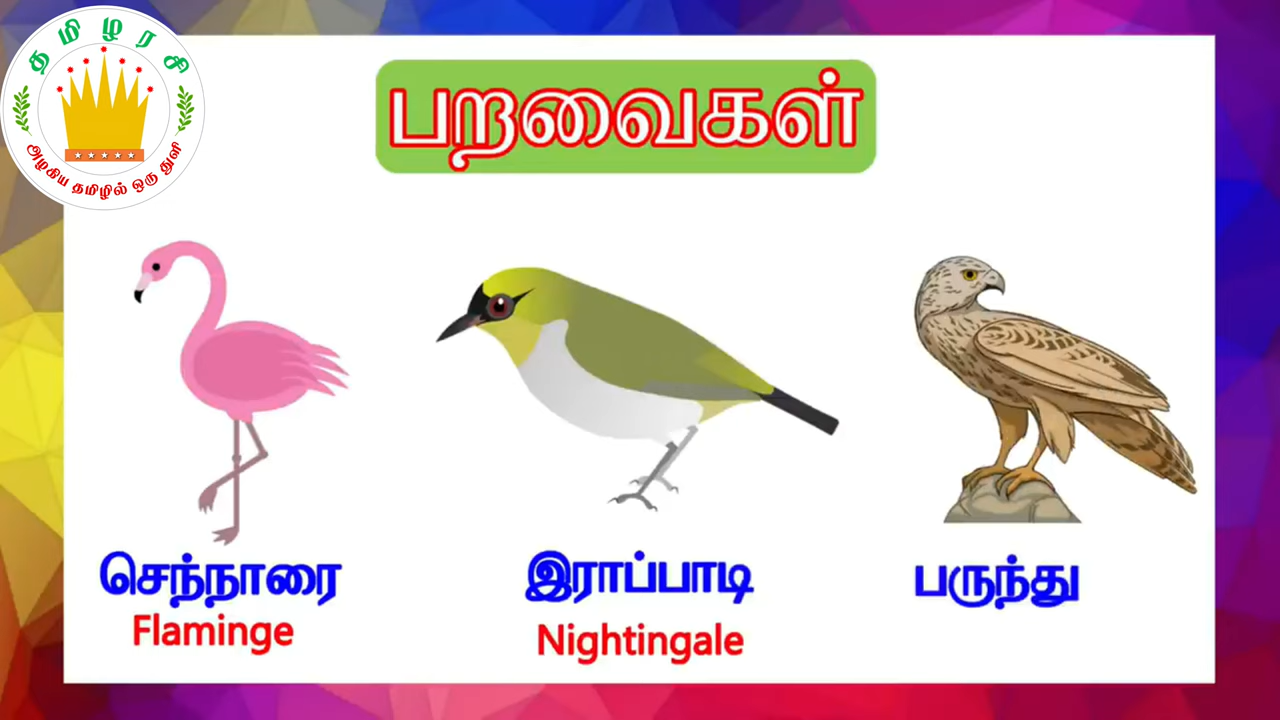 தமிழரசி
அழகிய தமிழில் ஒரு துளி
பறவைகள்
செந்நாரை
Flaminge
இராப்பாடி
Nightingale
பருந்து